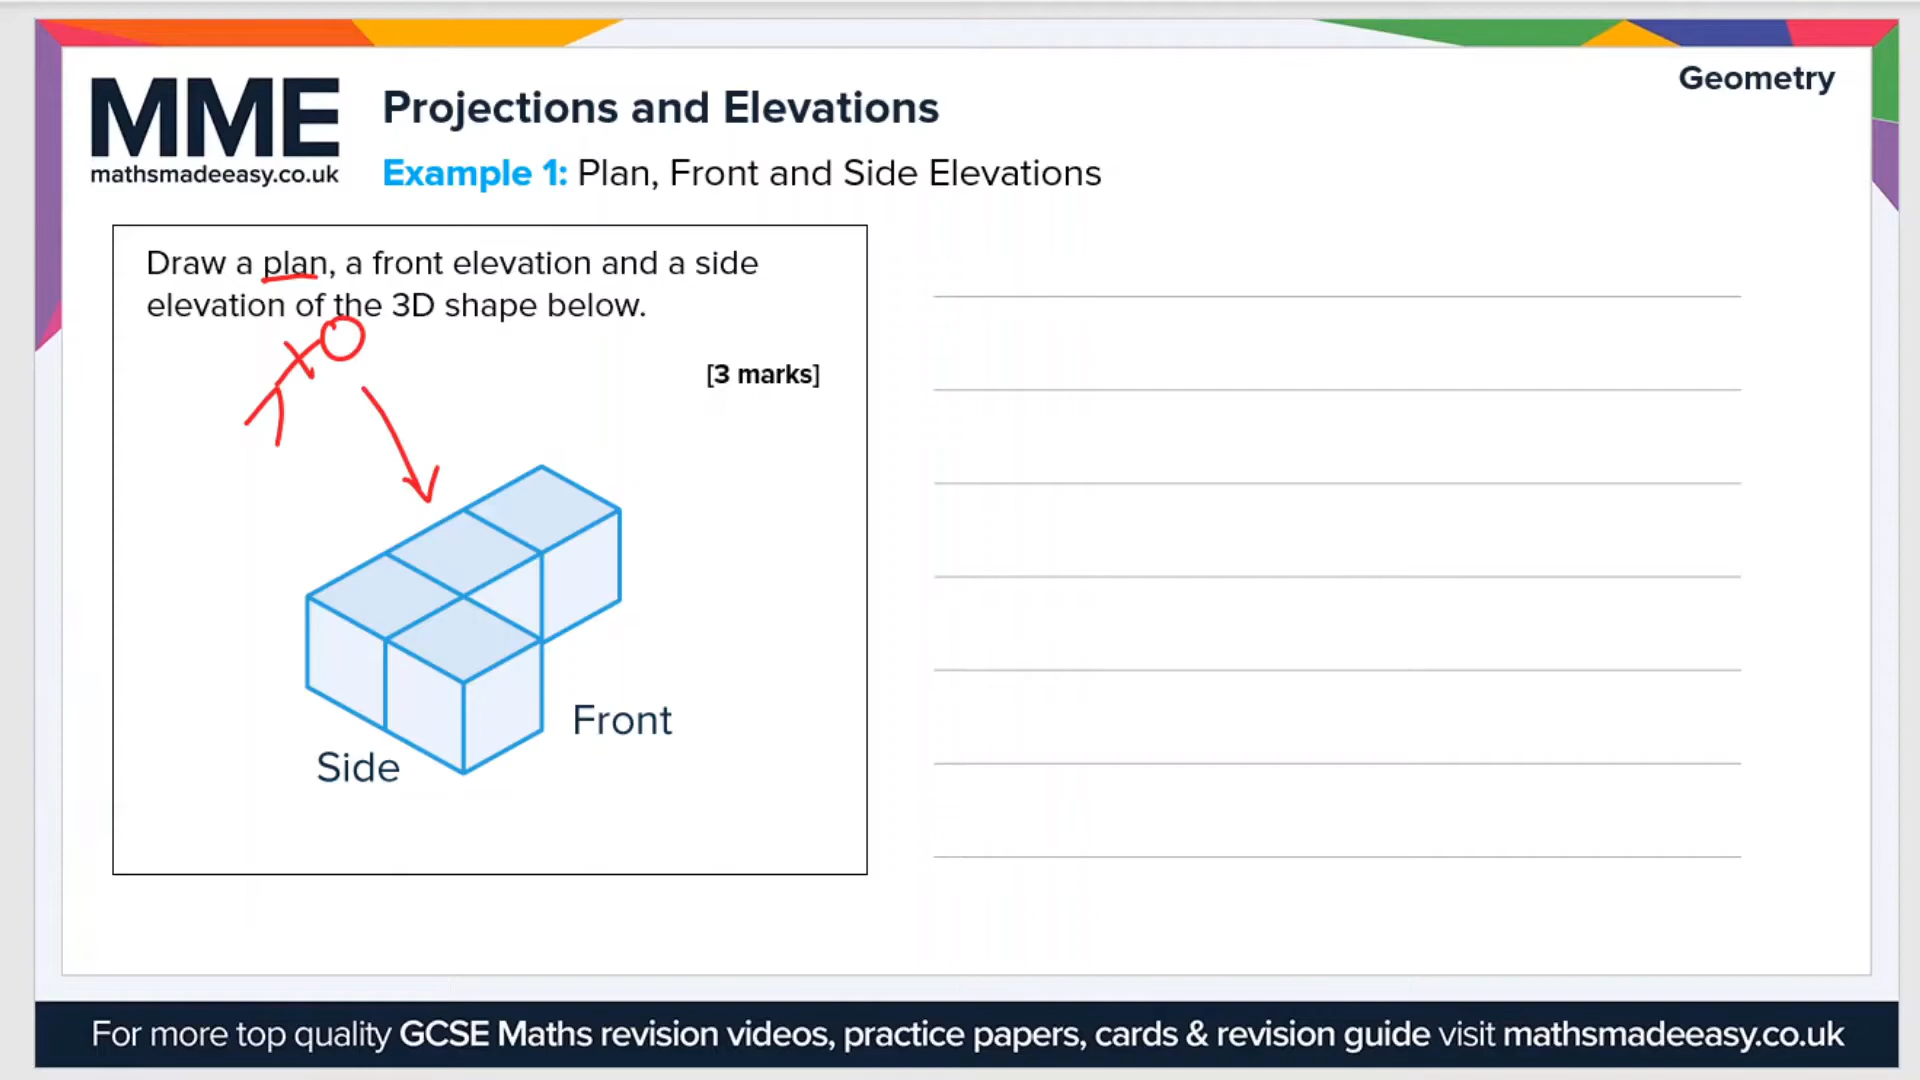 MME
mathsmadeeasy.co.uk
Projections and Elevations
Geometry
Example 1: Plan, Front and Side Elevations
Draw a plan, a front elevation and a side
elevation of the 3D shape below.
[3 marks]
Front
Side
For more top quality GCSE Maths revision videos, practice papers, cards & revision guide visit mathsmadeeasy.co.uk